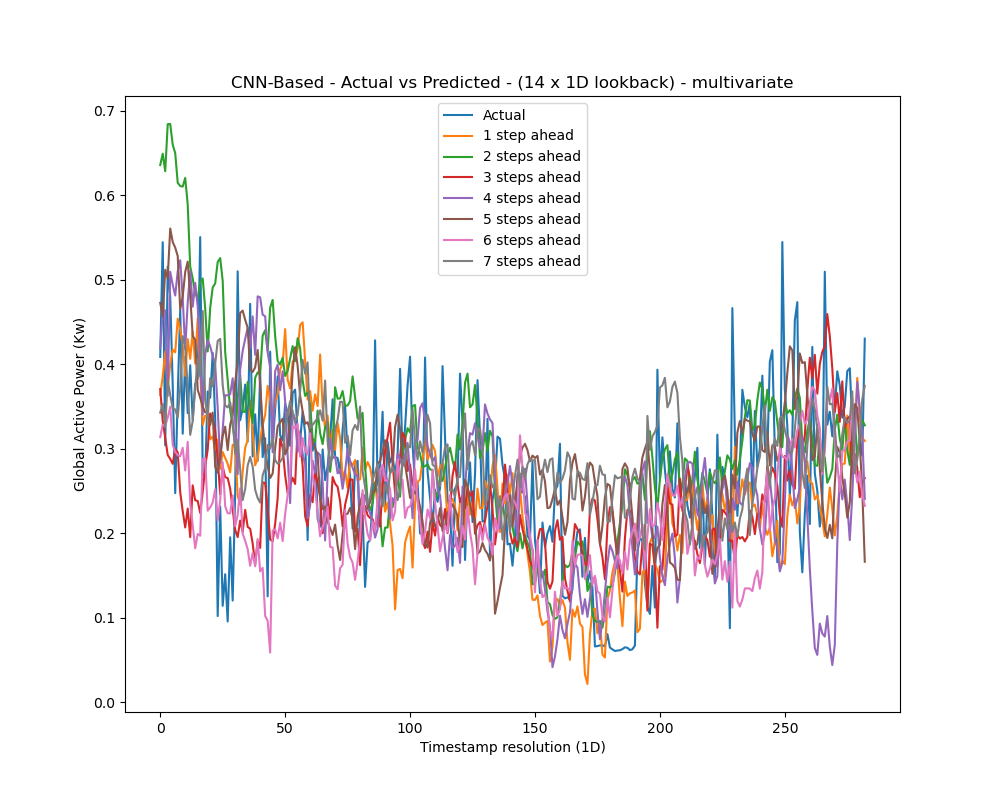 CNN-Based - Actual vs Predicted - (14 x 1D lookback) - multivariate
Actual
1 step ahead
2 steps ahead
3 steps ahead
4 steps ahead
5 steps ahead
6 steps ahead
7 steps ahead
Global Active Power (Kw)
0.7
0.6
0.5
0.4
0.3
0.2
0.1
0.0
0
50
100
150
200
250
Timestamp resolution (1D)